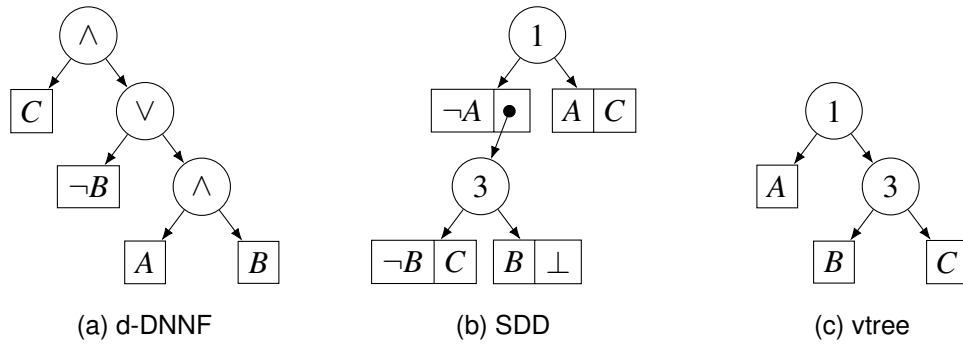 ∧ 1
C ∨ ¬A A C 1
¬B ∧ 3 A 3
A B ¬B C B ⊥ B C
(a) d-DNNF (b) SDD (c) vtree